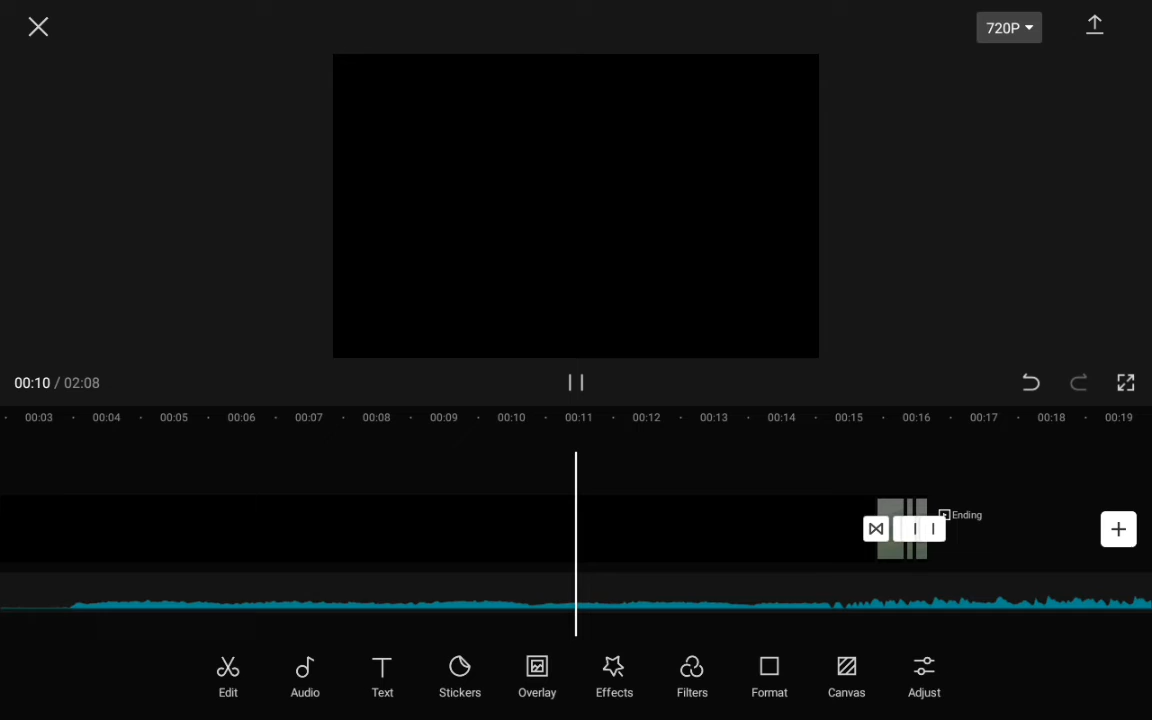 720P
00:10 / 02:08
00:03 00:04 00:05 00:06 00:07 00:08 00:09 00:10 00:11 00:12 00:13 00:14 00:15 00:16 00:17 00:18 00:19
Ending
Edit Audio Text Stickers Overlay Effects Filters Format Canvas Adjust